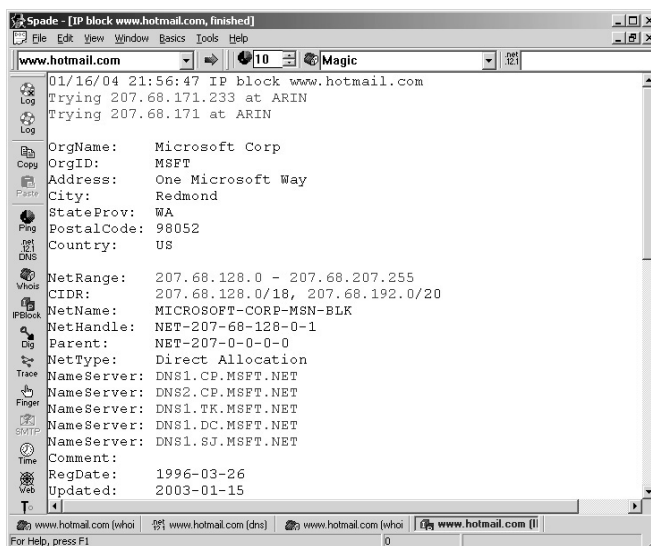 Spade - [IP block www.hotmail.com, finished]
File Edit View Window Basics Tools Help
www.hotmail.com 10 Magic .net 12.1
01/16/04 21:56:47 IP block www.hotmail.com
Trying 207.68.171.233 at ARIN
Trying 207.68.171 at ARIN
OrgName: Microsoft Corp
OrgID: MSFT
Address: One Microsoft Way
City: Redmond
StateProv: WA
PostalCode: 98052
Country: US
NetRange: 207.68.128.0 - 207.68.207.255
CIDR: 207.68.128.0/18, 207.68.192.0/20
NetName: MICROSOFT-CORP-MSN-BLK
NetHandle: NET-207-68-128-0-1
Parent: NET-207-0-0-0-0
NetType: Direct Allocation
NameServer: DNS1.CP.MSFT.NET
NameServer: DNS2.CP.MSFT.NET
NameServer: DNS1.TK.MSFT.NET
NameServer: DNS1.DC.MSFT.NET
NameServer: DNS1.SJ.MSFT.NET
Comment:
RegDate: 1996-03-26
Updated: 2003-01-15
Log
Log
Copy
Paste
Ping
.net
12.1
DNS
Whois
IPBlock
Dig
Trace
Finger
SMTP
Time
Web
T
www.hotmail.com (whoi www.hotmail.com (dns) www.hotmail.com (whoi www.hotmail.com (I
For Help, press F1 0